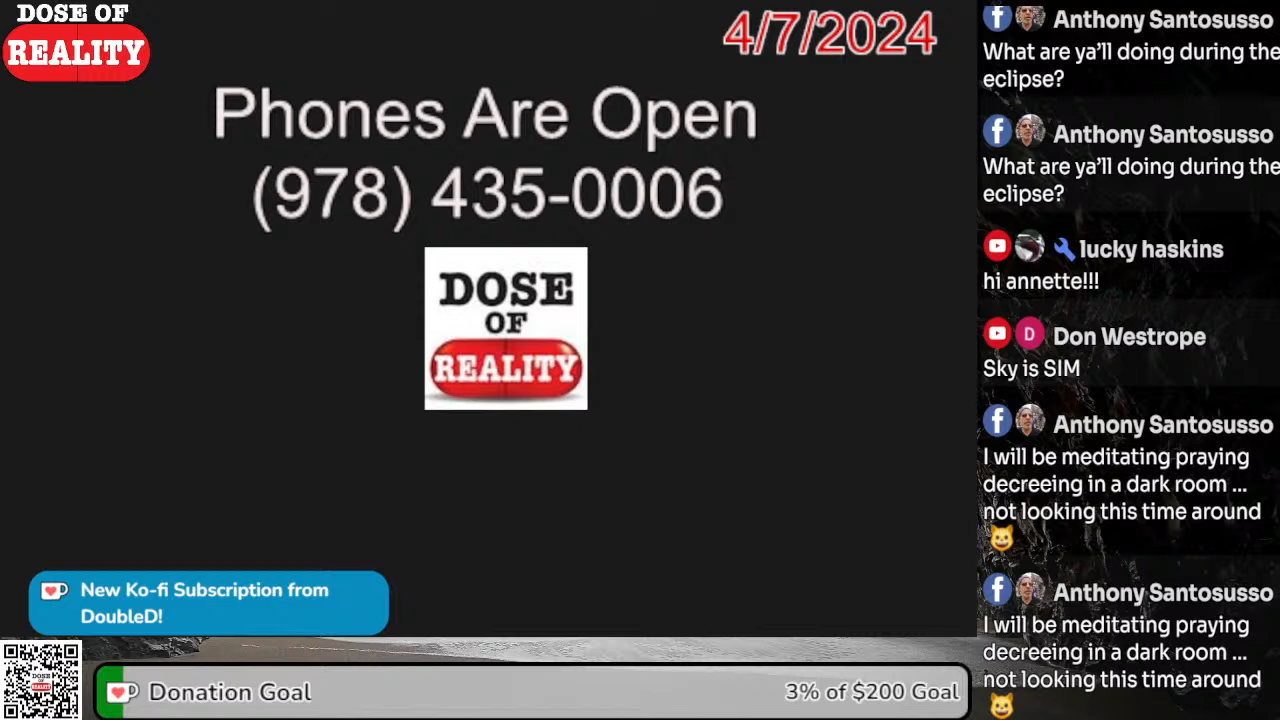 DOSE OF
REALITY
4/7/2024
Phones Are Open
(978) 435-0006
DOSE
OF
REALITY
New Ko-fi Subscription from
DoubleD!
DOSE OF
REALITY
Donation Goal
3% of $200 Goal
Anthony Santosusso
What are ya’ll doing during the
eclipse?
Anthony Santosusso
What are ya’ll doing during the
eclipse?
lucky haskins
hi annette!!!
D Don Westrope
Sky is SIM
Anthony Santosusso
I will be meditating praying
decreeing in a dark room ...
not looking this time around
😺
Anthony Santosusso
I will be meditating praying
decreeing in a dark room ...
not looking this time around
😺